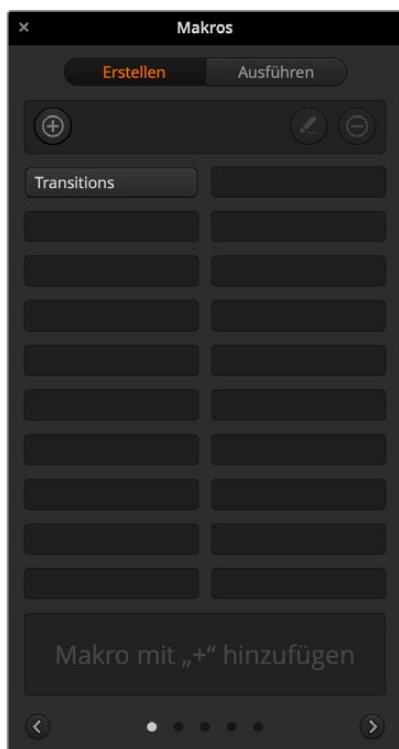 Makros
Erstellen Ausführen
Transitions
Makro mit „+“ hinzufügen